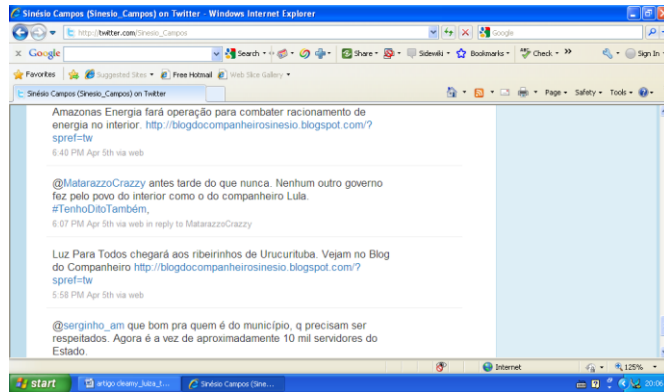 Sinésio Campos (Sinesio_Campos) on Twitter - Windows Internet Explorer
http://twitter.com/Sinesio_Campos
Google
x Google Search Share Sidewiki Bookmarks Check >> Sign In
Favorites Suggested Sites Free Hotmail Web Slice Gallery
Sinésio Campos (Sinesio_Campos) on Twitter Page Safety Tools
Amazonas Energia fará operação para combater racionamento de
energia no interior. http://blogdocompanheirosinesio.blogspot.com/?
spref=tw
6:40 PM Apr 5th via web
@MatarazzoCrazzy antes tarde do que nunca. Nenhum outro governo
fez pelo povo do interior como o do companheiro Lula.
#TenhoDitoTambém,
6:07 PM Apr 5th via web in reply to MatarazzoCrazzy
Luz Para Todos chegará aos ribeirinhos de Urucurituba. Vejam no Blog
do Companheiro http://blogdocompanheirosinesio.blogspot.com/?
spref=tw
5:58 PM Apr 5th via web
@serginho_am que bom pra quem é do município, q precisam ser
respeitados. Agora é a vez de aproximadamente 10 mil servidores do
Estado.
Internet 125%
start artigo cleamy_luiza_t... Sinésio Campos (Sine... 20:06